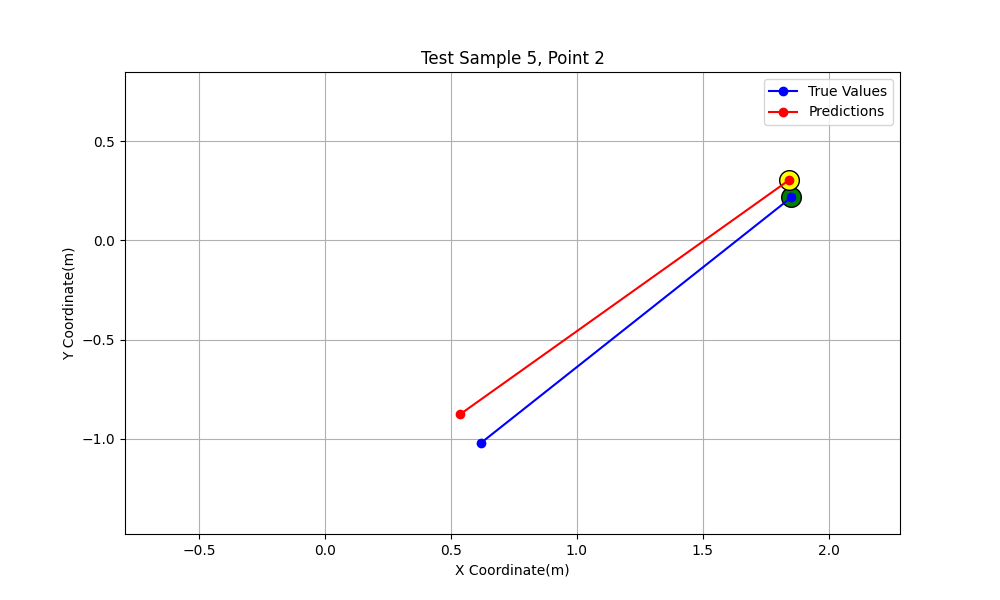 Test Sample 5, Point 2
True Values
Predictions
0.5
0.0
−0.5
−1.0
Y Coordinate(m)
−0.5
0.0
0.5
1.0
1.5
2.0
X Coordinate(m)